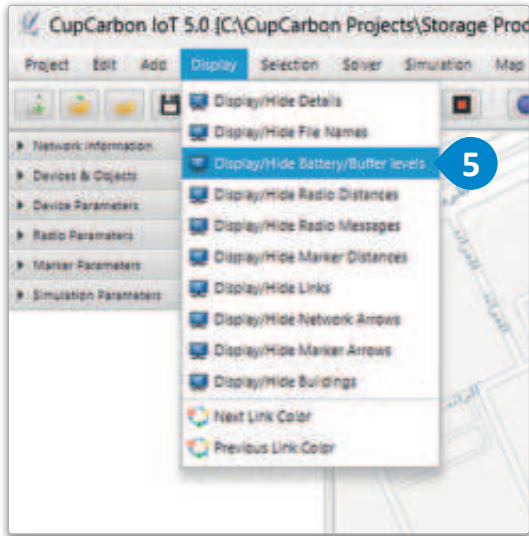 CupCarbon IoT 5.0 [C:\CupCarbon Projects\Storage Proc
Project Edit Add Display Selection Solver Simulation Map
Display/Hide Details
Display/Hide File Names
Display/Hide Battery/Buffer levels
5
Display/Hide Radio Distances
Display/Hide Radio Messages
Display/Hide Marker Distances
Display/Hide Links
Display/Hide Network Arrows
Display/Hide Marker Arrows
Display/Hide Buildings
Next Link Color
Previous Link Color
Network Information
Devices & Objects
Device Parameters
Radio Parameters
Marker Parameters
Simulation Parameters